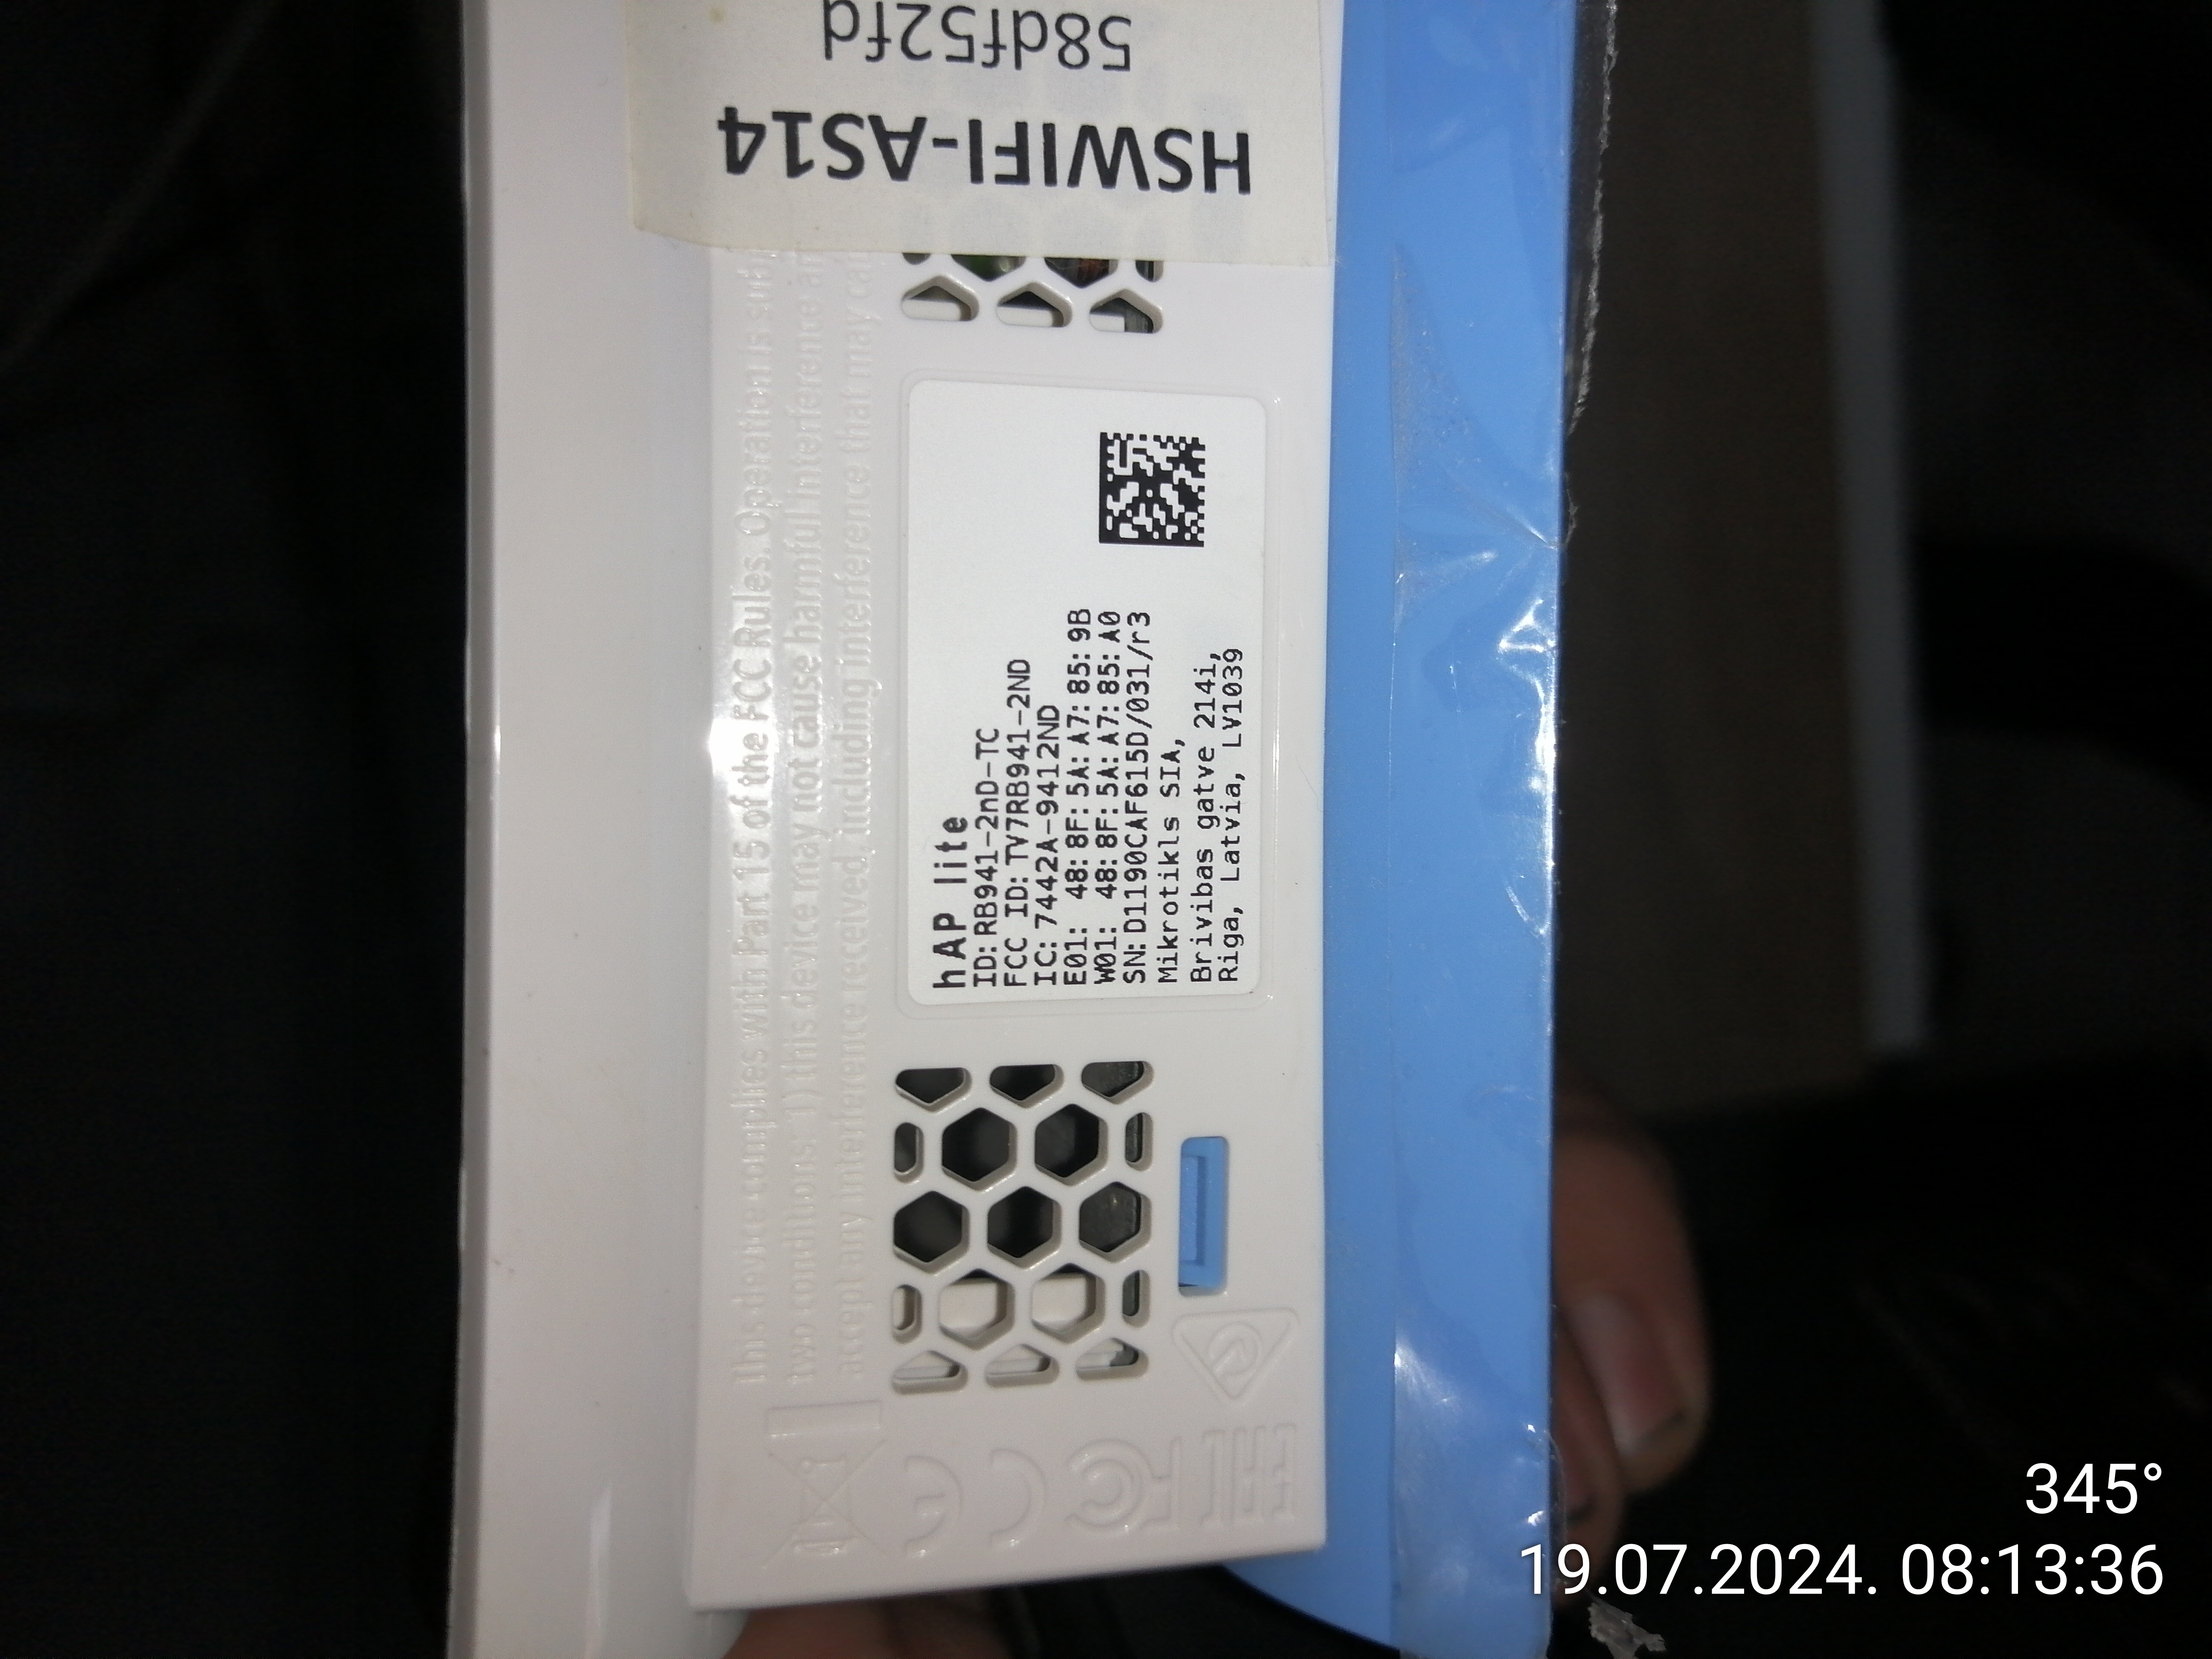 58df52fd
HSWIFI-AS14
This device complies with Part 15 of the FCC Rules. Operation is
two conditions: 1) this device may not cause harmful interference
accept any interference received, including interference that may
hAP lite
ID:RB941-2nD-TC
FCC ID:TV7RB941-2ND
IC:7442A-9412ND
E01: 48:8F:5A:A7:85:9B
W01: 48:8F:5A:A7:85:A0
SN:D1190CAF615D/031/r3
Mikrotikls SIA,
Brivibas gatve 214i,
Riga, Latvia, LV1039
CE FC EAC
345°
19.07.2024. 08:13:36